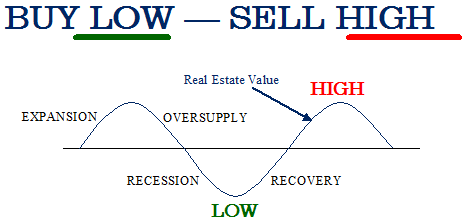 BUY LOW — SELL HIGH
Real Estate Value
HIGH
EXPANSION
OVERSUPPLY
RECESSION
RECOVERY
LOW